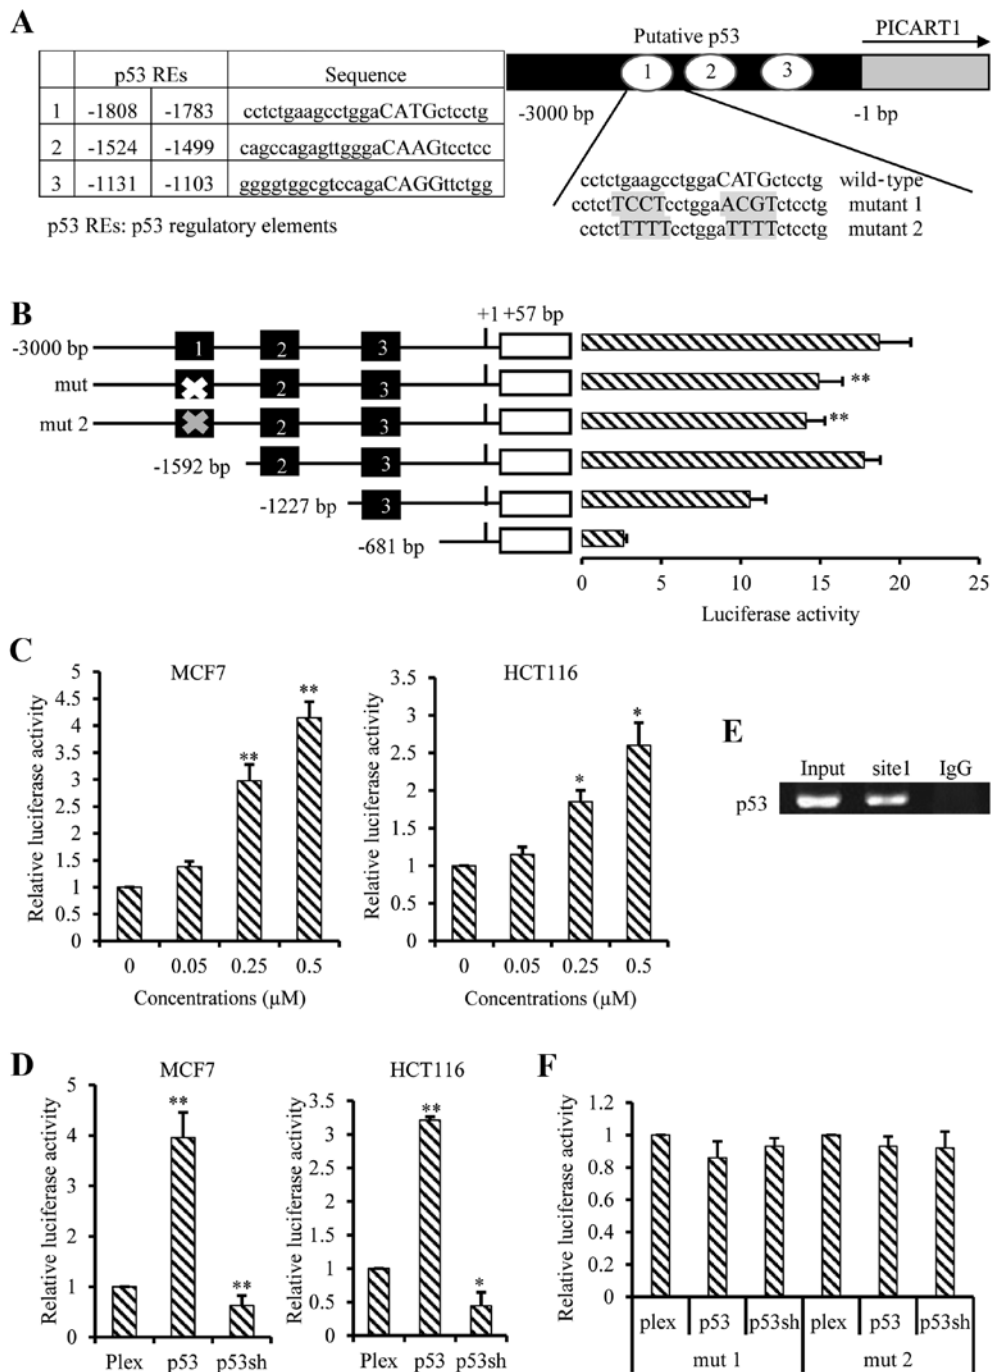 A
p53 REs Sequence
1 -1808 -1783 cctctgaagcctggaCATGctcctg
2 -1524 -1499 cagccagagttgggaCAAGtcctcc
3 -1131 -1103 ggggtggcgtccagaCAGGttctgg
p53 REs: p53 regulatory elements
Putative p53 PICART1
1 2 3
-3000 bp -1 bp
cctctgaagcctggaCATGctcctg wild-type
cctctTCCTcctggaACGTctcctg mutant 1
cctctTTTTcctggaTTTTctcctg mutant 2
B
+1 +57 bp
-3000 bp 1 2 3
mut 2 3 **
mut 2 2 3 **
-1592 bp 2 3
-1227 bp 3
-681 bp
0 5 10 15 20 25
Luciferase activity
C
MCF7
Relative luciferase activity
5
4.5
4
3.5
3
2.5
2
1.5
1
0.5
0
** **
0 0.05 0.25 0.5
Concentrations (µM)
HCT116
Relative luciferase activity
3.5
3
2.5
2
1.5
1
0.5
0
* *
0 0.05 0.25 0.5
Concentrations (µM)
E
Input site1 IgG
p53
D
MCF7
Relative luciferase activity
5
4
3
2
1
0
** **
Plex p53 p53sh
HCT116
Relative luciferase activity
3.5
3
2.5
2
1.5
1
0.5
0
** *
Plex p53 p53sh
F
Relative luciferase activity
1.2
1
0.8
0.6
0.4
0.2
0
plex p53 p53sh plex p53 p53sh
mut 1 mut 2